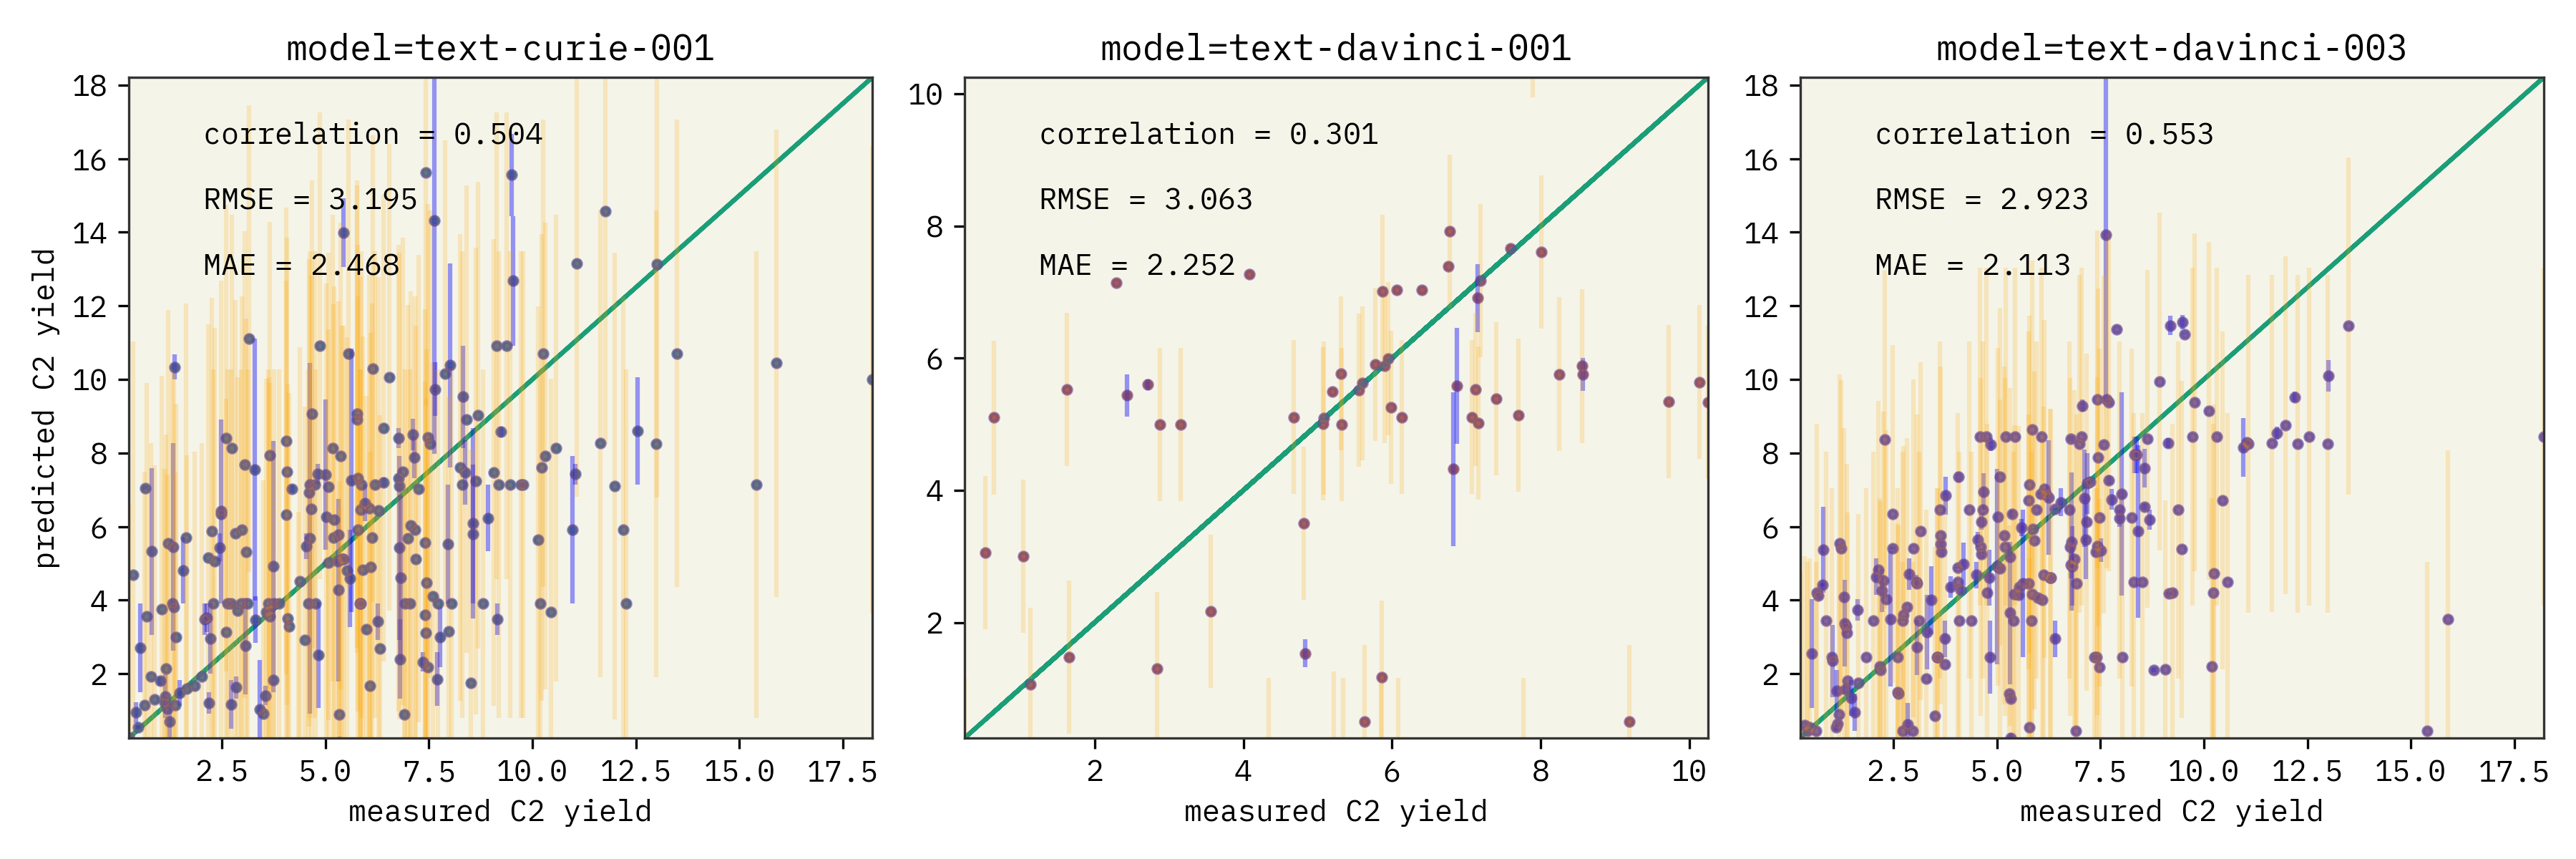 model=text-curie-001
correlation = 0.504
RMSE = 3.195
MAE = 2.468
18
16
14
12
10
8
6
4
2
predicted C2 yield
2.5 5.0 7.5 10.0 12.5 15.0 17.5
measured C2 yield
model=text-davinci-001
correlation = 0.301
RMSE = 3.063
MAE = 2.252
10
8
6
4
2
2 4 6 8 10
measured C2 yield
model=text-davinci-003
correlation = 0.553
RMSE = 2.923
MAE = 2.113
18
16
14
12
10
8
6
4
2
2.5 5.0 7.5 10.0 12.5 15.0 17.5
measured C2 yield